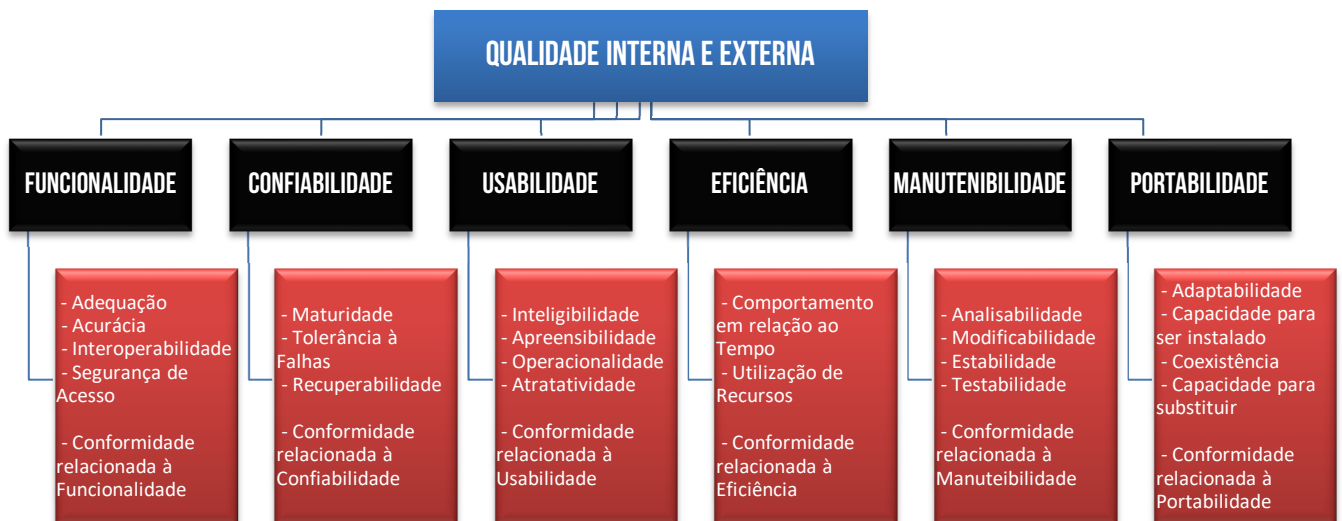 QUALIDADE INTERNA E EXTERNA
FUNCIONALIDADE
CONFIABILIDADE
USABILIDADE
EFICIÊNCIA
MANUTENIBILIDADE
PORTABILIDADE
- Adequação
- Acurácia
- Interoperabilidade
- Segurança de
Acesso
- Conformidade
relacionada à
Funcionalidade
- Maturidade
- Tolerância à
Falhas
- Recuperabilidade
- Conformidade
relacionada à
Confiabilidade
- Inteligibilidade
- Apreensibilidade
- Operacionalidade
- Atratatividade
- Conformidade
relacionada à
Usabilidade
- Comportamento
em relação ao
Tempo
- Utilização de
Recursos
- Conformidade
relacionada à
Eficiência
- Analisabilidade
- Modificabilidade
- Estabilidade
- Testabilidade
- Conformidade
relacionada à
Manuteibilidade
- Adaptabilidade
- Capacidade para
ser instalado
- Coexistência
- Capacidade para
substituir
- Conformidade
relacionada à
Portabilidade